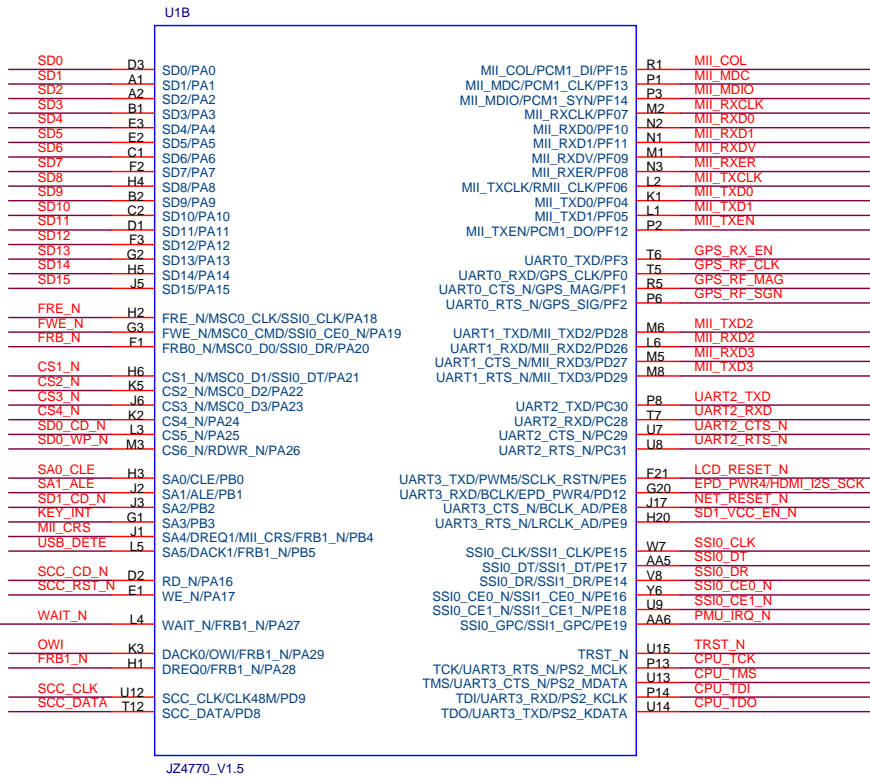 U1B
SD0 D3 SD0/PA0 MII_COL/PCM1_DI/PF15 R1 MII_COL
SD1 A1 SD1/PA1 MII_MDC/PCM1_CLK/PF13 P1 MII_MDC
SD2 A2 SD2/PA2 MII_MDIO/PCM1_SYN/PF14 P3 MII_MDIO
SD3 B1 SD3/PA3 MII_RXCLK/PF07 M2 MII_RXCLK
SD4 E3 SD4/PA4 MII_RXD0/PF10 N2 MII_RXD0
SD5 E2 SD5/PA5 MII_RXD1/PF11 N1 MII_RXD1
SD6 C1 SD6/PA6 MII_RXDV/PF09 M1 MII_RXDV
SD7 F2 SD7/PA7 MII_RXER/PF08 N3 MII_RXER
SD8 H4 SD8/PA8 MII_TXCLK/RMII_CLK/PF06 L2 MII_TXCLK
SD9 B2 SD9/PA9 MII_TXD0/PF04 K1 MII_TXD0
SD10 C2 SD10/PA10 MII_TXD1/PF05 L1 MII_TXD1
SD11 D1 SD11/PA11 MII_TXEN/PCM1_DO/PF12 P2 MII_TXEN
SD12 F3 SD12/PA12
SD13 G2 SD13/PA13 UART0_TXD/PF3 T6 GPS_RX_EN
SD14 H5 SD14/PA14 UART0_RXD/GPS_CLK/PF0 T5 GPS_RF_CLK
SD15 J5 SD15/PA15 UART0_CTS_N/GPS_MAG/PF1 R5 GPS_RF_MAG
UART0_RTS_N/GPS_SIG/PF2 P6 GPS_RF_SGN
FRE_N H2 FRE_N/MSC0_CLK/SSI0_CLK/PA18
FWE_N G3 FWE_N/MSC0_CMD/SSI0_CE0_N/PA19 UART1_TXD/MII_TXD2/PD28 M6 MII_TXD2
FRB_N F1 FRB0_N/MSC0_D0/SSI0_DR/PA20 UART1_RXD/MII_RXD2/PD26 L6 MII_RXD2
UART1_CTS_N/MII_RXD3/PD27 M5 MII_RXD3
CS1_N H6 CS1_N/MSC0_D1/SSI0_DT/PA21 UART1_RTS_N/MII_TXD3/PD29 M8 MII_TXD3
CS2_N K5 CS2_N/MSC0_D2/PA22
CS3_N J6 CS3_N/MSC0_D3/PA23 UART2_TXD/PC30 P8 UART2_TXD
CS4_N K2 CS4_N/PA24 UART2_RXD/PC28 T7 UART2_RXD
SD0_CD_N L3 CS5_N/PA25 UART2_CTS_N/PC29 U7 UART2_CTS_N
SD0_WP_N M3 CS6_N/RDWR_N/PA26 UART2_RTS_N/PC31 U8 UART2_RTS_N
SA0_CLE H3 SA0/CLE/PB0 UART3_TXD/PWM5/SCLK_RSTN/PE5 F21 LCD_RESET_N
SA1_ALE J2 SA1/ALE/PB1 UART3_RXD/BCLK/EPD_PWR4/PD12 G20 EPD_PWR4/HDMI_I2S_SCK
SD1_CD_N J3 SA2/PB2 UART3_CTS_N/BCLK_AD/PE8 J17 NET_RESET_N
KEY_INT G1 SA3/PB3 UART3_RTS_N/LRCLK_AD/PE9 H20 SD1_VCC_EN_N
MII_CRS J1 SA4/DREQ1/MII_CRS/FRB1_N/PB4
USB_DETE L5 SA5/DACK1/FRB1_N/PB5 SSI0_CLK/SSI1_CLK/PE15 W7 SSI0_CLK
SSI0_DT/SSI1_DT/PE17 AA5 SSI0_DT
SCC_CD_N D2 RD_N/PA16 SSI0_DR/SSI1_DR/PE14 V8 SSI0_DR
SCC_RST_N E1 WE_N/PA17 SSI0_CE0_N/SSI1_CE0_N/PE16 Y6 SSI0_CE0_N
SSI0_CE1_N/SSI1_CE1_N/PE18 U9 SSI0_CE1_N
WAIT_N L4 WAIT_N/FRB1_N/PA27 SSI0_GPC/SSI1_GPC/PE19 AA6 PMU_IRQ_N
OWI K3 DACK0/OWI/FRB1_N/PA29 TRST_N U15 TRST_N
FRB1_N H1 DREQ0/FRB1_N/PA28 TCK/UART3_RTS_N/PS2_MCLK P13 CPU_TCK
TMS/UART3_CTS_N/PS2_MDATA U13 CPU_TMS
SCC_CLK U12 SCC_CLK/CLK48M/PD9 TDI/UART3_RXD/PS2_KCLK P14 CPU_TDI
SCC_DATA T12 SCC_DATA/PD8 TDO/UART3_TXD/PS2_KDATA U14 CPU_TDO
JZ4770_V1.5